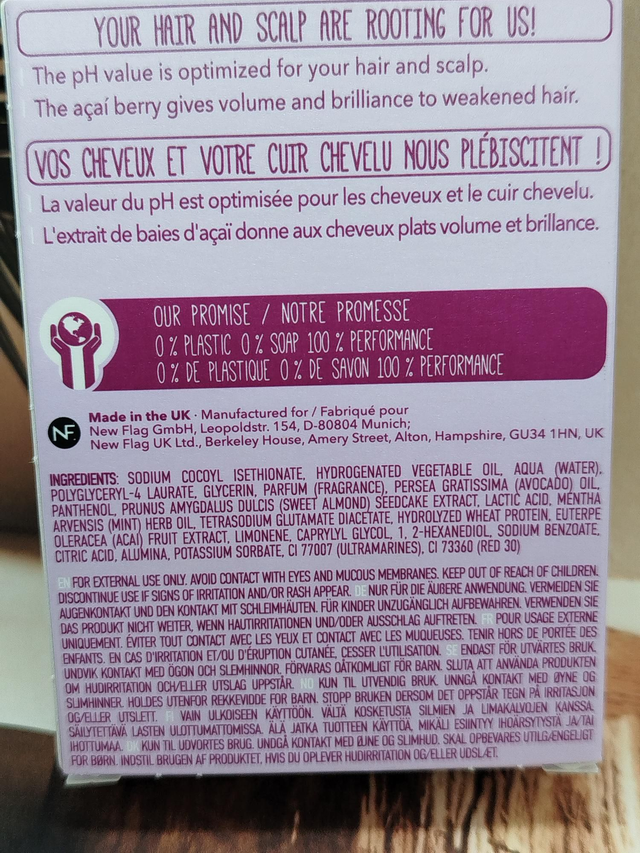 YOUR HAIR AND SCALP ARE ROOTING FOR US!
The pH value is optimized for your hair and scalp.
The açaí berry gives volume and brilliance to weakened hair.
VOS CHEVEUX ET VOTRE CUIR CHEVELU NOUS PLÉBISCITENT !
La valeur du pH est optimisée pour les cheveux et le cuir chevelu.
L'extrait de baies d'açaï donne aux cheveux plats volume et brillance.
OUR PROMISE / NOTRE PROMESSE
0 % PLASTIC 0 % SOAP 100 % PERFORMANCE
0 % DE PLASTIQUE 0 % DE SAVON 100 % PERFORMANCE
NF
Made in the UK · Manufactured for / Fabriqué pour
New Flag GmbH, Leopoldstr. 154, D-80804 Munich;
New Flag UK Ltd., Berkeley House, Amery Street, Alton, Hampshire, GU34 1HN, UK
INGREDIENTS: SODIUM COCOYL ISETHIONATE, HYDROGENATED VEGETABLE OIL, AQUA (WATER),
POLYGLYCERYL-4 LAURATE, GLYCERIN, PARFUM (FRAGRANCE), PERSEA GRATISSIMA (AVOCADO) OIL,
PANTHENOL, PRUNUS AMYGDALUS DULCIS (SWEET ALMOND) SEEDCAKE EXTRACT, LACTIC ACID, MENTHA
ARVENSIS (MINT) HERB OIL, TETRASODIUM GLUTAMATE DIACETATE, HYDROLYZED WHEAT PROTEIN, EUTERPE
OLERACEA (ACAI) FRUIT EXTRACT, LIMONENE, CAPRYLYL GLYCOL, 1, 2-HEXANEDIOL, SODIUM BENZOATE,
CITRIC ACID, ALUMINA, POTASSIUM SORBATE, CI 77007 (ULTRAMARINES), CI 73360 (RED 30)
EN FOR EXTERNAL USE ONLY. AVOID CONTACT WITH EYES AND MUCOUS MEMBRANES. KEEP OUT OF REACH OF CHILDREN.
DISCONTINUE USE IF SIGNS OF IRRITATION AND/OR RASH APPEAR. DE NUR FÜR DIE ÄUßERE ANWENDUNG. VERMEIDEN SIE
AUGENKONTAKT UND DEN KONTAKT MIT SCHLEIMHÄUTEN. FÜR KINDER UNZUGÄNGLICH AUFBEWAHREN. VERWENDEN SIE
DAS PRODUKT NICHT WEITER, WENN HAUTIRRITATIONEN UND/ODER AUSSCHLAG AUFTRETEN. FR POUR USAGE EXTERNE
UNIQUEMENT. ÉVITER TOUT CONTACT AVEC LES YEUX ET CONTACT AVEC LES MUQUEUSES. TENIR HORS DE PORTÉE DES
ENFANTS. EN CAS D'IRRITATION ET/OU D'ÉRUPTION CUTANÉE, CESSER L'UTILISATION. SE ENDAST FÖR UTVÄRTES BRUK.
UNDVIK KONTAKT MED ÖGON OCH SLEMHINNOR, FÖRVARAS OÅTKOMLIGT FÖR BARN. SLUTA ATT ANVÄNDA PRODUKTEN
OM HUDIRRITATION OCH/ELLER UTSLAG UPPSTÅR. NO KUN TIL UTVENDIG BRUK. UNNGÅ KONTAKT MED ØYNE OG
SLIMHINNER. HOLDES UTENFOR REKKEVIDDE FOR BARN. STOPP BRUKEN DERSOM DET OPPSTÅR TEGN PÅ IRRITASJON
OG/ELLER UTSLETT. FI VAIN ULKOISEEN KÄYTTÖÖN. VÄLTÄ KOSKETUSTA SILMIEN JA LIMAKALVOJEN KANSSA.
SÄILYTETTÄVÄ LASTEN ULOTTUMATTOMISSA. ÄLÄ JATKA TUOTTEEN KÄYTTÖÄ, MIKÄLI ESIINTYY IHOÄRSYTYSTÄ JA/TAI
IHOTTUMAA. DK KUN TIL UDVORTES BRUG. UNDGÅ KONTAKT MED ØJNE OG SLIMHUD, SKAL OPBEVARES UTILGÆNGELIGT
FOR BØRN. INDSTIL BRUGEN AF PRODUKTET, HVIS DU OPLEVER HUDIRRITATION OG/ELLER UDSLÆT.